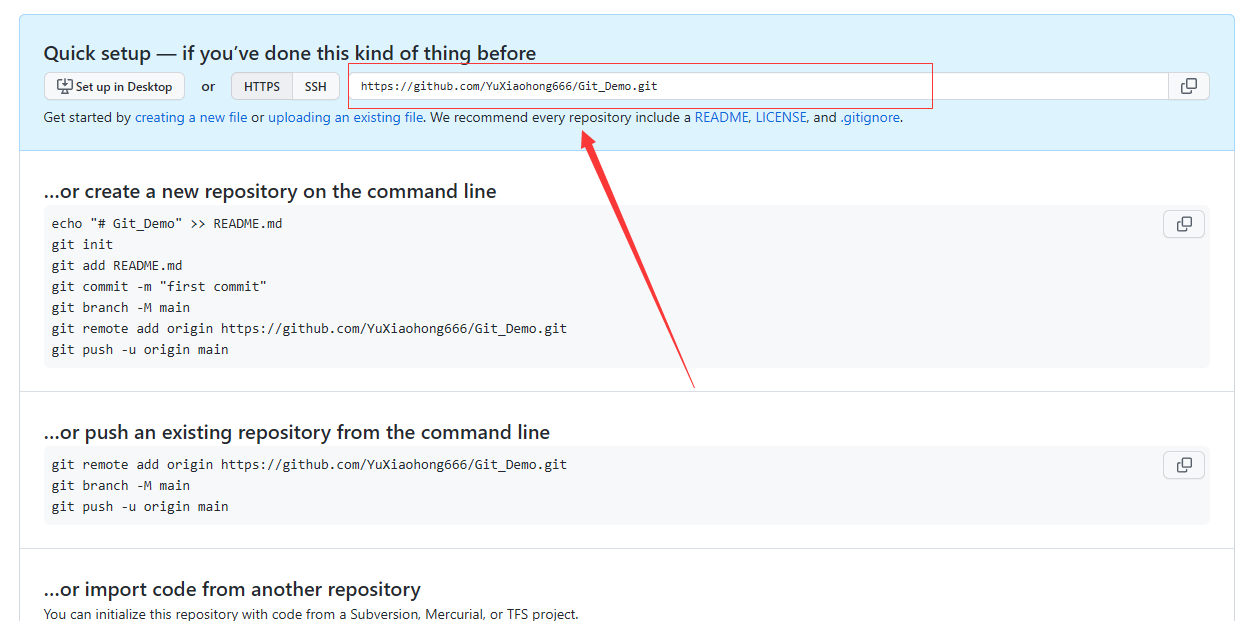 Quick setup — if you’ve done this kind of thing before
Set up in Desktop or HTTPS SSH https://github.com/YuXiaohong666/Git_Demo.git
Get started by creating a new file or uploading an existing file. We recommend every repository include a README, LICENSE, and .gitignore.
...or create a new repository on the command line
echo "# Git_Demo" >> README.md
git init
git add README.md
git commit -m "first commit"
git branch -M main
git remote add origin https://github.com/YuXiaohong666/Git_Demo.git
git push -u origin main
...or push an existing repository from the command line
git remote add origin https://github.com/YuXiaohong666/Git_Demo.git
git branch -M main
git push -u origin main
...or import code from another repository
You can initialize this repository with code from a Subversion, Mercurial, or TFS project.